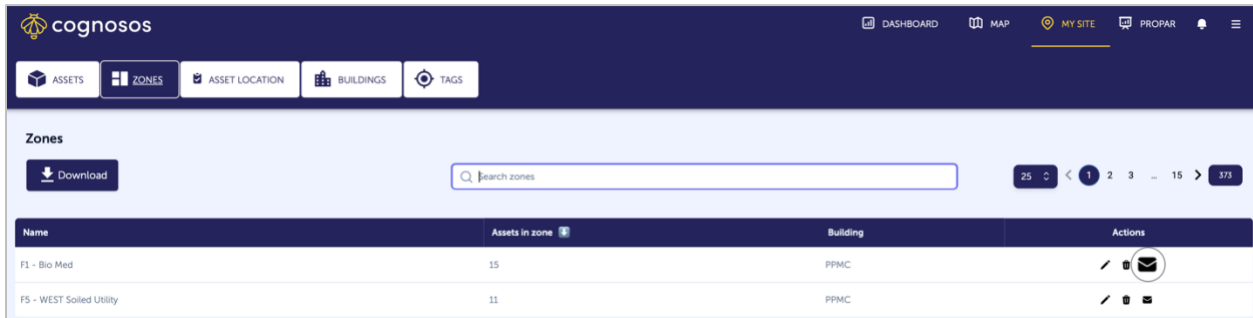 cognosos
DASHBOARD MAP MY SITE PROPAR
ASSETS ZONES ASSET LOCATION BUILDINGS TAGS
Zones
Download Search zones 25 1 2 3 ... 15 373
Name Assets in zone Building Actions
F1 - Bio Med 15 PPMC
F5 - WEST Soiled Utility 11 PPMC